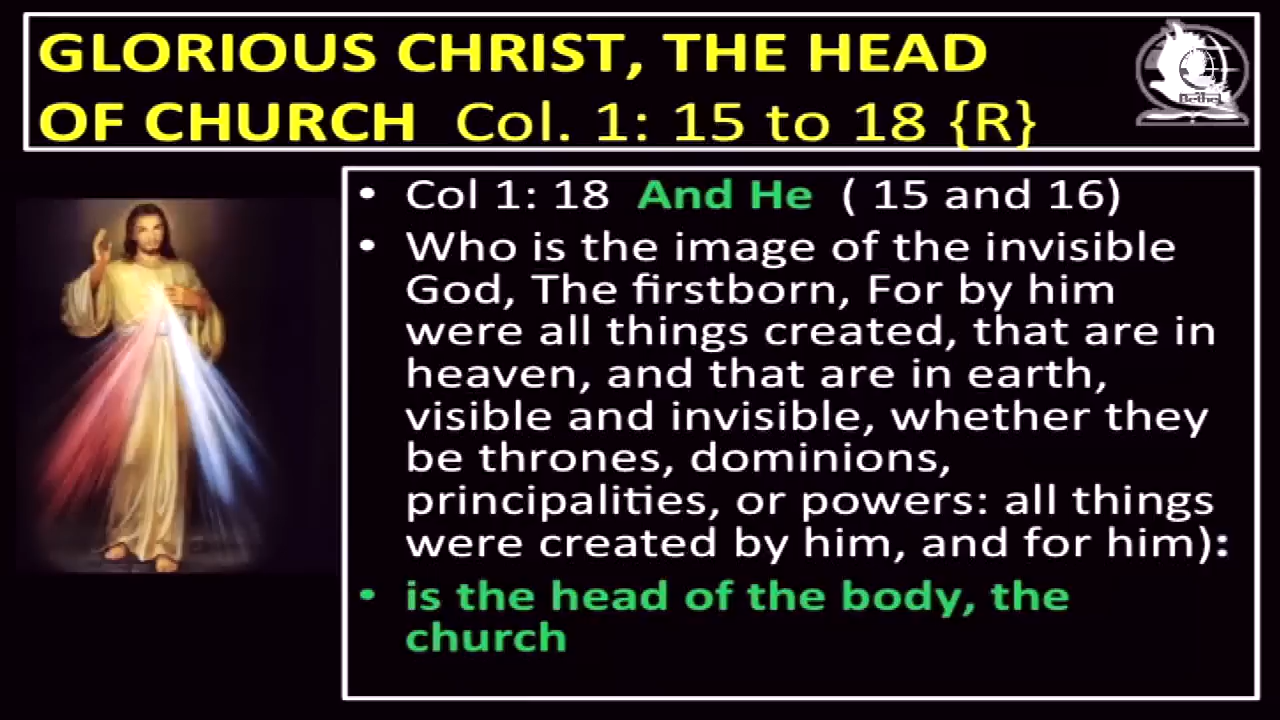 GLORIOUS CHRIST, THE HEAD
OF CHURCH Col. 1: 15 to 18 {R}
Bethel
• Col 1: 18 And He ( 15 and 16)
• Who is the image of the invisible
God, The firstborn, For by him
were all things created, that are in
heaven, and that are in earth,
visible and invisible, whether they
be thrones, dominions,
principalities, or powers: all things
were created by him, and for him):
• is the head of the body, the
church